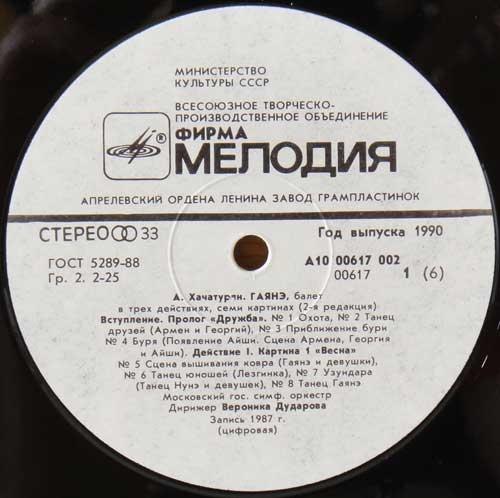 МИНИСТЕРСТВО
КУЛЬТУРЫ СССР
ВСЕСОЮЗНОЕ ТВОРЧЕСКО-
ПРОИЗВОДСТВЕННОЕ ОБЪЕДИНЕНИЕ
®
ФИРМА
МЕЛОДИЯ
АПРЕЛЕВСКИЙ ОРДЕНА ЛЕНИНА ЗАВОД ГРАМПЛАСТИНОК
СТЕРЕО 33
Год выпуска 1990
ГОСТ 5289-88
А10 00617 002
Гр. 2. 2-25
00617 1 (6)
А. Хачатурян. ГАЯНЭ, балет
в трех действиях, семи картинах (2-я редакция)
Вступление. Пролог «Дружба». № 1 Охота, № 2 Танец
друзей (Армен и Георгий), № 3 Приближение бури
№ 4 Буря (Появление Айши. Сцена Армена, Георгия
и Айши). Действие I. Картина 1 «Весна»
№ 5 Сцена вышивания ковра (Гаянэ и девушки),
№ 6 Танец юношей (Лезгинка), № 7 Узундара
(Танец Нунэ и девушек), № 8 Танец Гаянэ
Московский гос. симф. оркестр
Дирижер Вероника Дударова
Запись 1987 г.
(цифровая)